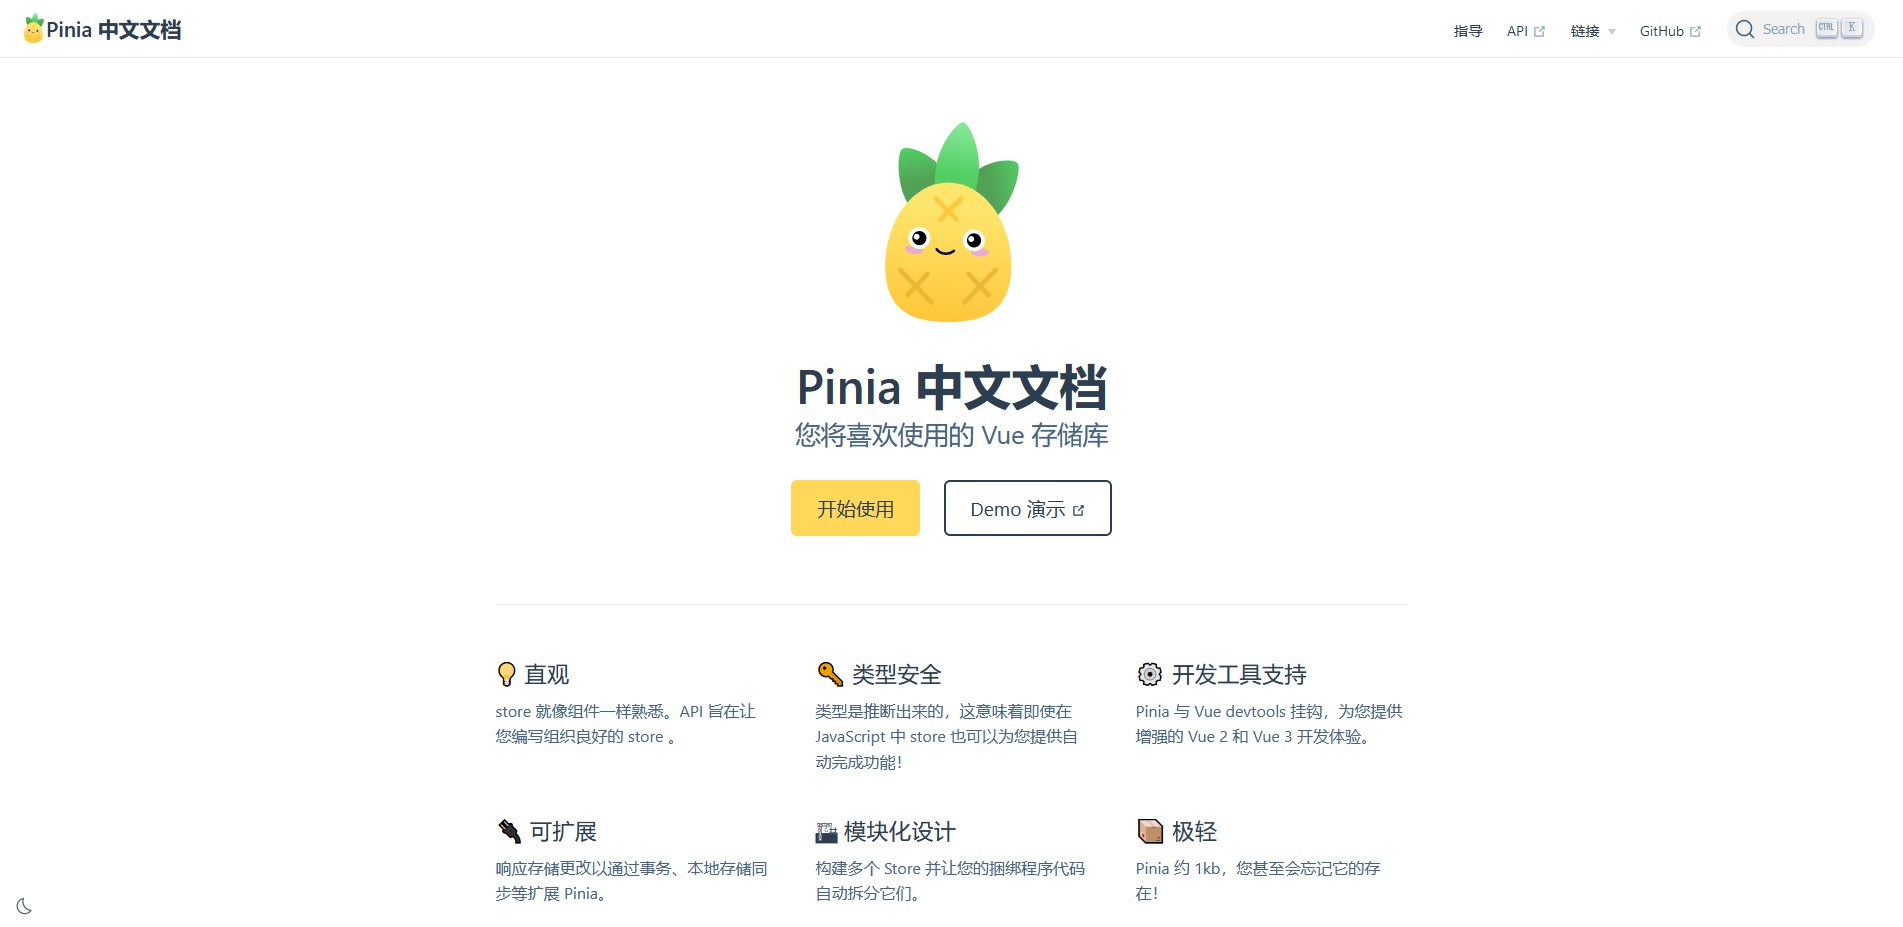 Pinia 中文文档
指导
API
链接
GitHub
Search
CTRL
K
Pinia 中文文档
您将喜欢使用的 Vue 存储库
开始使用
Demo 演示
直观
store 就像组件一样熟悉。API 旨在让
您编写组织良好的 store 。
类型安全
类型是推断出来的，这意味着即使在
JavaScript 中 store 也可以为您提供自
动完成功能！
开发工具支持
Pinia 与 Vue devtools 挂钩，为您提供
增强的 Vue 2 和 Vue 3 开发体验。
可扩展
响应存储更改以通过事务、本地存储同
步等扩展 Pinia。
模块化设计
构建多个 Store 并让您的捆绑程序代码
自动拆分它们。
极轻
Pinia 约 1kb，您甚至会忘记它的存
在！